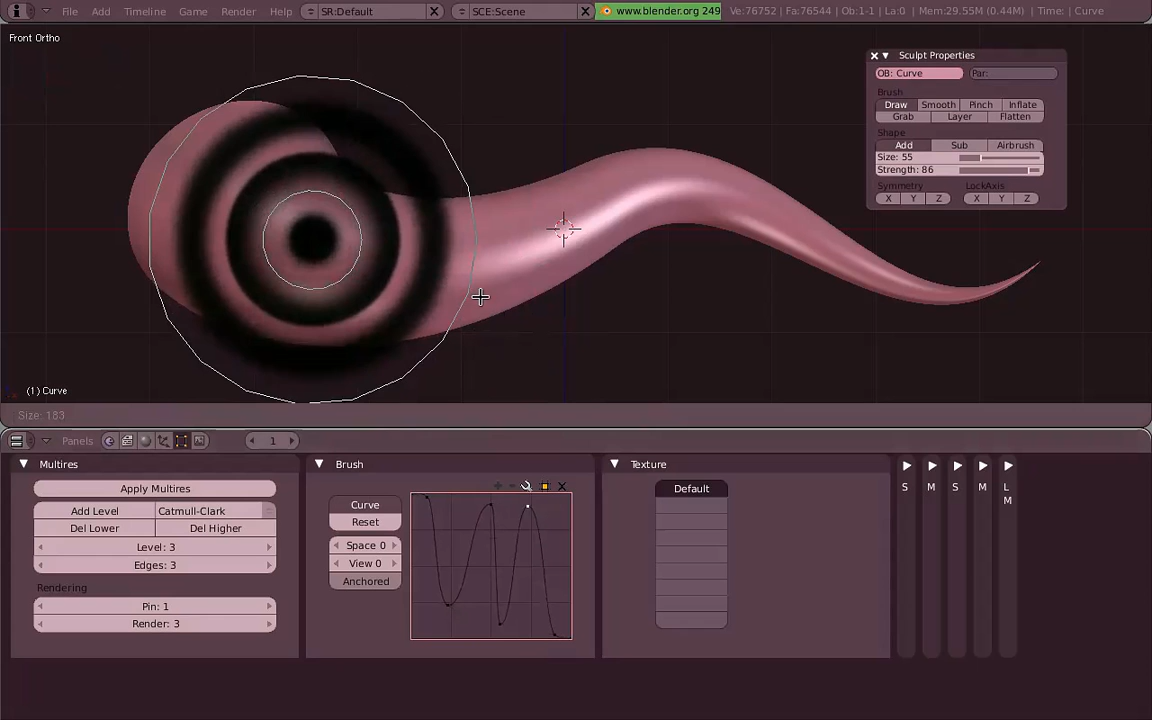 File Add Timeline Game Render Help SR:Default SCE:Scene www.blender.org 249 Ve:76752 | Fa:76544 | Ob:1-1 | La:0 | Mem:29.55M (0.44M) | Time: | Curve
Front Ortho
Sculpt Properties
OB: Curve Par:
Brush
Draw Smooth Pinch Inflate
Grab Layer Flatten
Shape
Add Sub Airbrush
Size: 55
Strength: 86
Symmetry LockAxis
X Y Z X Y Z
(1) Curve
Size: 183
Panels 1
Multires Brush Texture
Apply Multires
Add Level Catmull-Clark
Del Lower Del Higher
Level: 3
Edges: 3
Rendering
Pin: 1
Render: 3
Curve
Reset
Space 0
View 0
Anchored
Default
S M S M L
M